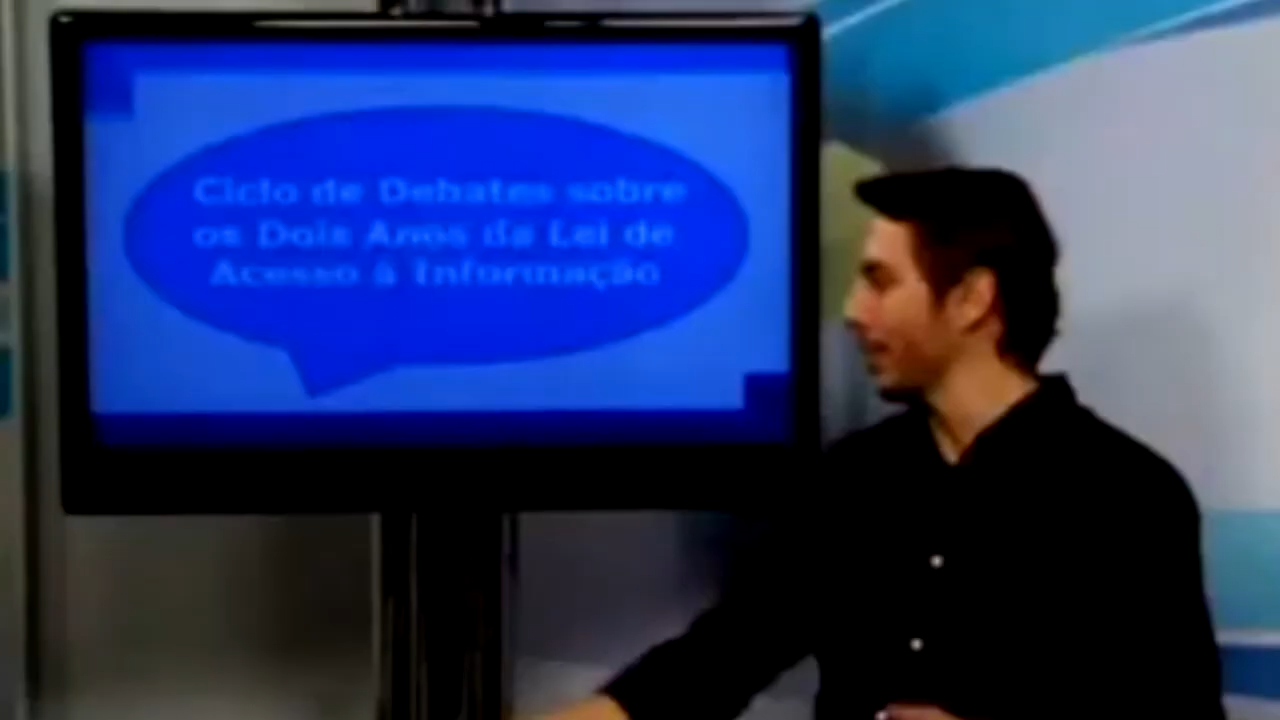 Ciclo de Debates sobre
os Dois Anos da Lei de
Acesso à Informação